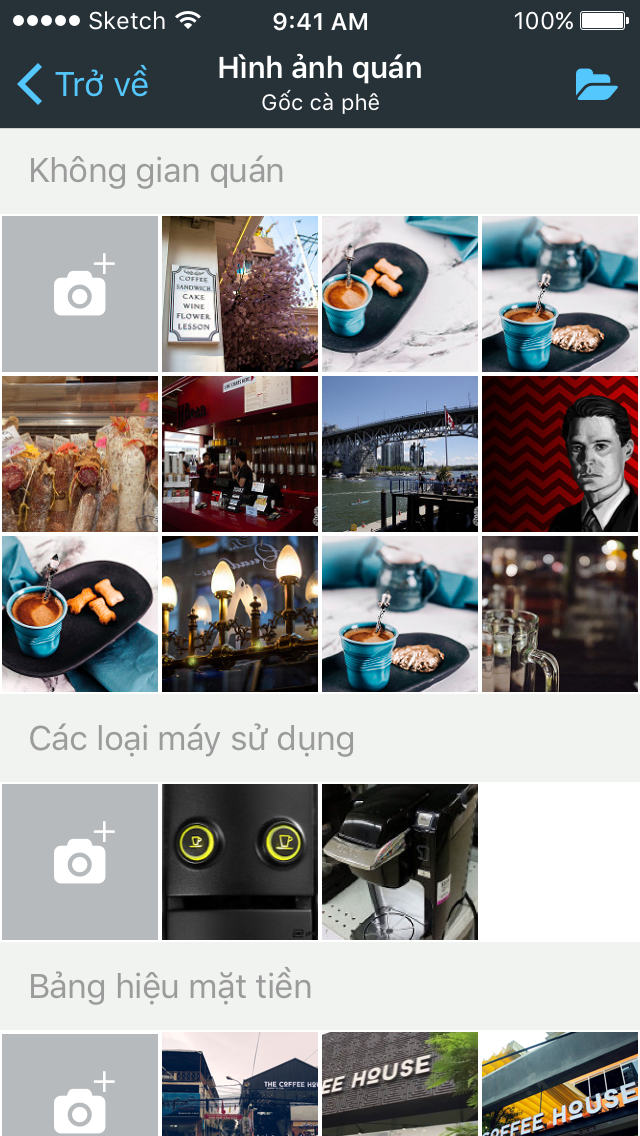 Sketch 9:41 AM 100%
Trở về
Hình ảnh quán
Gốc cà phê
Không gian quán
COFFEE
SANDWICH
CAKE
WINE
FLOWER
LESSON
Các loại máy sử dụng
Bảng hiệu mặt tiền
THE COFFEE HOU
EE HOUSE
COFFEE HOUSE